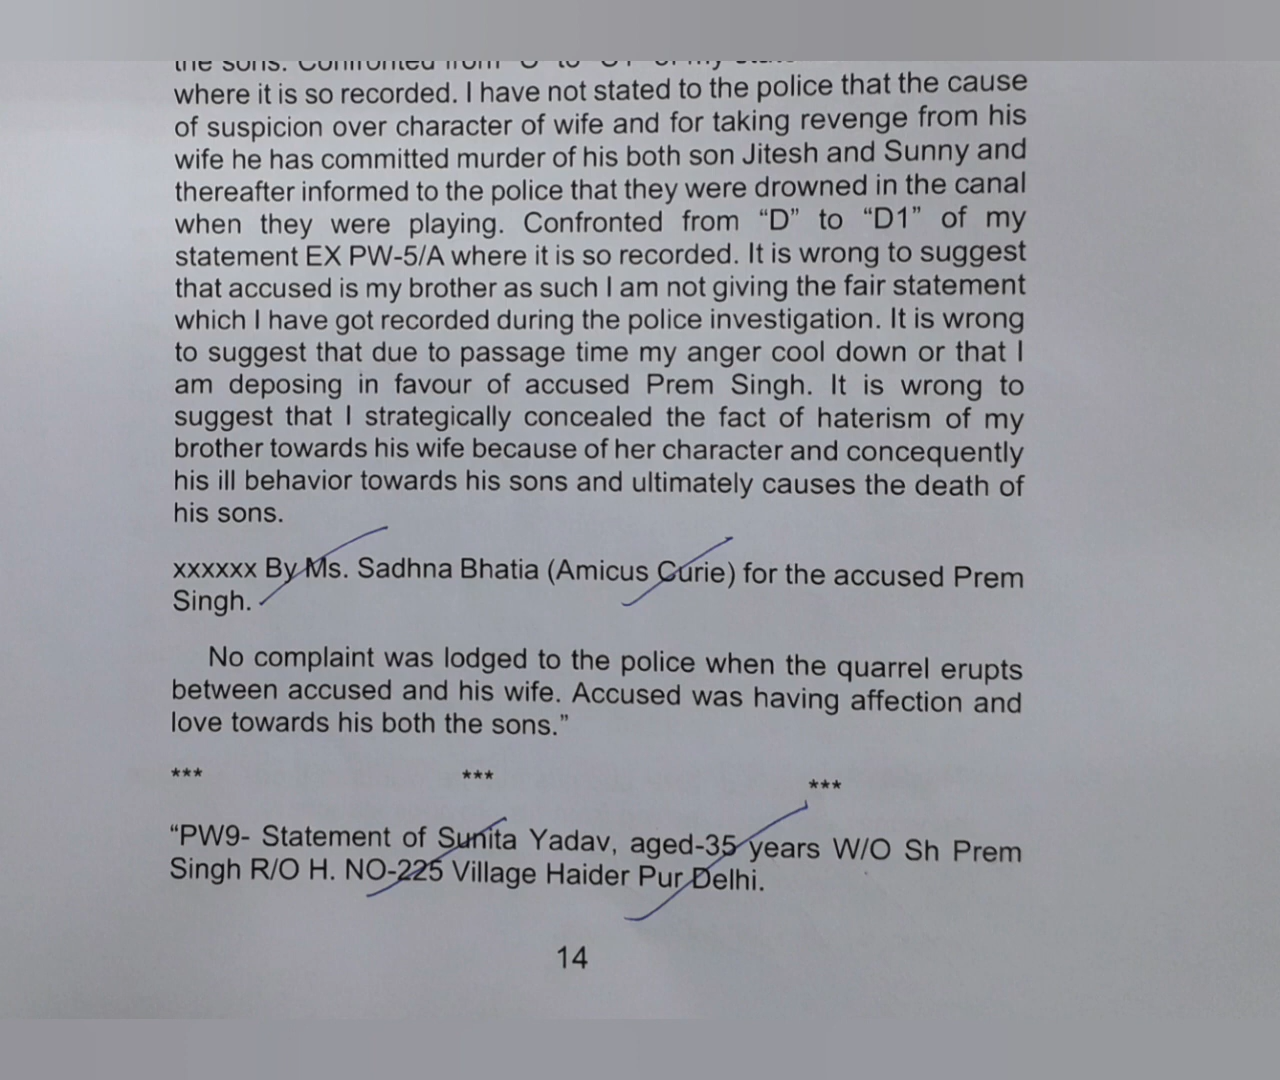 the sons. Confronted from "C" to "C1" of my
where it is so recorded. I have not stated to the police that the cause
of suspicion over character of wife and for taking revenge from his
wife he has committed murder of his both son Jitesh and Sunny and
thereafter informed to the police that they were drowned in the canal
when they were playing. Confronted from “D” to “D1” of my
statement EX PW-5/A where it is so recorded. It is wrong to suggest
that accused is my brother as such I am not giving the fair statement
which I have got recorded during the police investigation. It is wrong
to suggest that due to passage time my anger cool down or that I
am deposing in favour of accused Prem Singh. It is wrong to
suggest that I strategically concealed the fact of haterism of my
brother towards his wife because of her character and concequently
his ill behavior towards his sons and ultimately causes the death of
his sons.
xxxxxx By Ms. Sadhna Bhatia (Amicus Curie) for the accused Prem
Singh.
No complaint was lodged to the police when the quarrel erupts
between accused and his wife. Accused was having affection and
love towards his both the sons.”
*** *** ***
“PW9- Statement of Sunita Yadav, aged-35 years W/O Sh Prem
Singh R/O H. NO-225 Village Haider Pur Delhi.
14